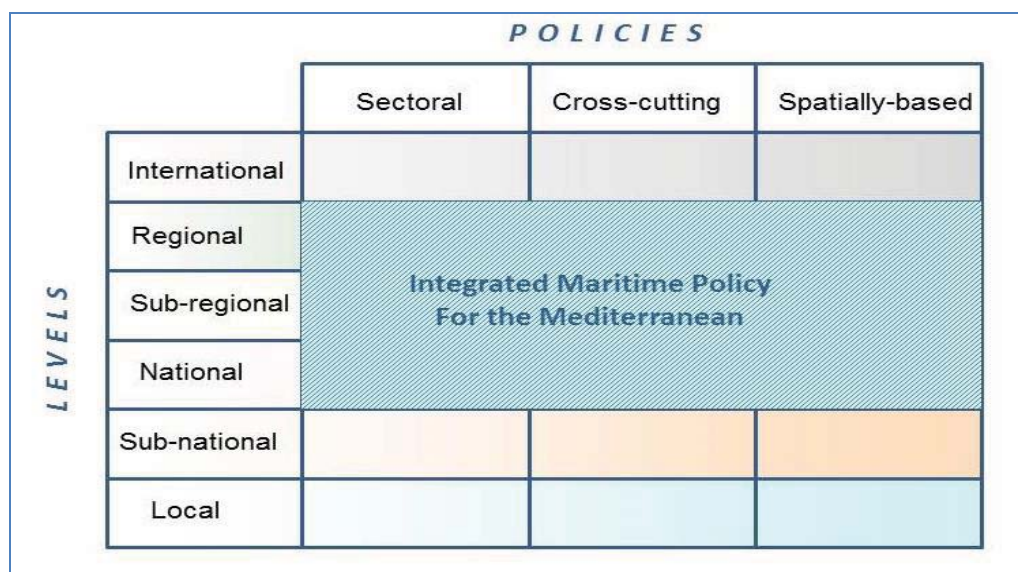 POLICIES
Sectoral Cross-cutting Spatially-based
International
Regional
Sub-regional
National
Sub-national
Local
LEVELS
Integrated Maritime Policy
For the Mediterranean